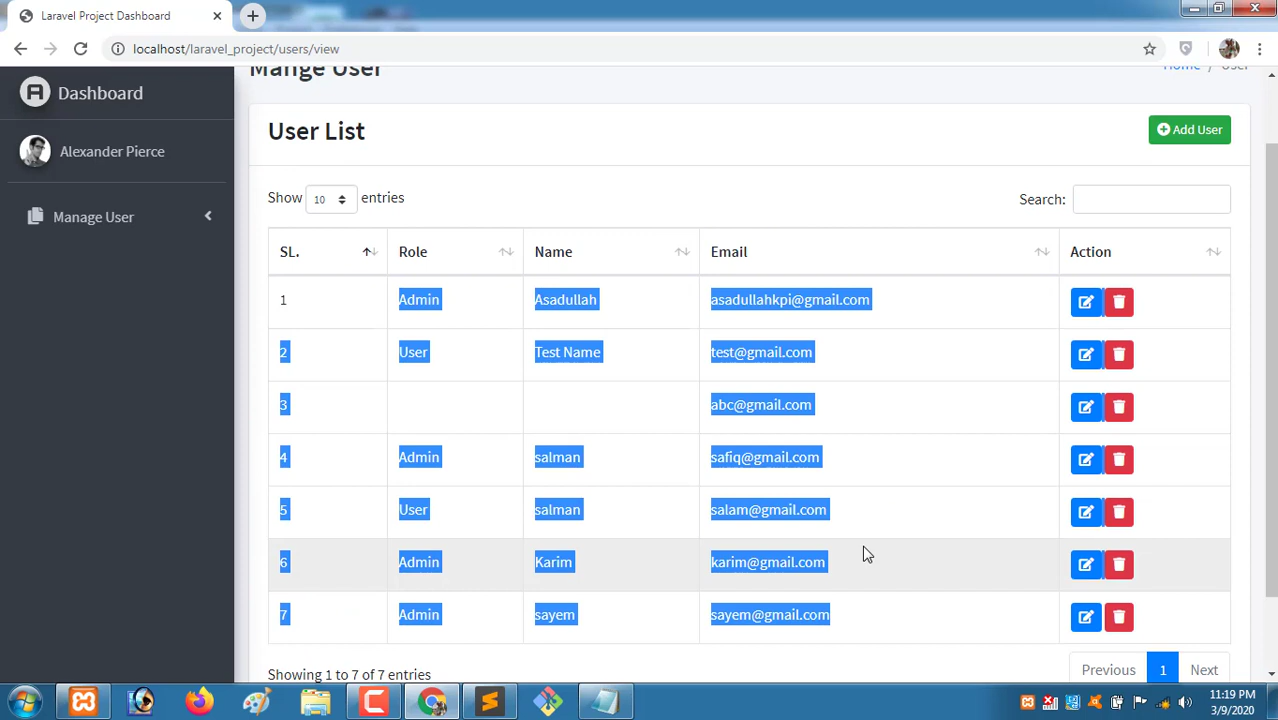 Laravel Project Dashboard
localhost/laravel_project/users/view
Dashboard
Alexander Pierce
Manage User
Mange User
Home / User
User List
Add User
Show 10 entries
Search:
SL. Role Name Email Action
1 Admin Asadullah asadullahkpi@gmail.com
2 User Test Name test@gmail.com
3 abc@gmail.com
4 Admin salman safiq@gmail.com
5 User salman salam@gmail.com
6 Admin Karim karim@gmail.com
7 Admin sayem sayem@gmail.com
Showing 1 to 7 of 7 entries
Previous 1 Next
11:19 PM
3/9/2020